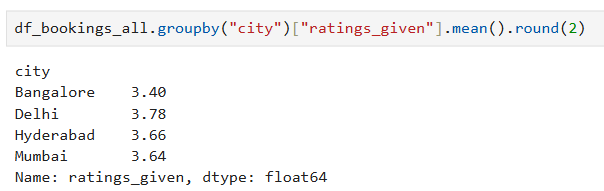 df_bookings_all.groupby("city")["ratings_given"].mean().round(2)
city
Bangalore    3.40
Delhi        3.78
Hyderabad    3.66
Mumbai       3.64
Name: ratings_given, dtype: float64